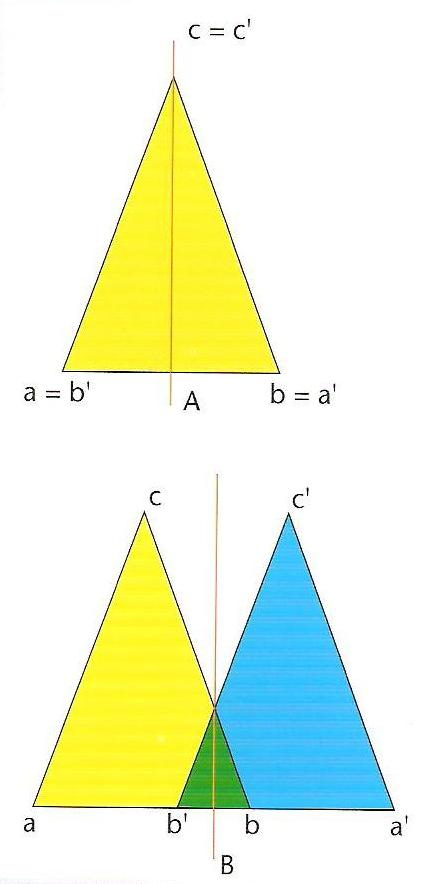 c = c'
a = b' A b = a'
c c'
a b' b a'
B